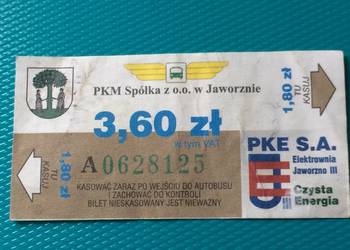 PKM Spółka z o.o. w Jaworznie
3,60 zł
w tym VAT
1,80 zł
TU KASUJ
1,80 zł
TU KASUJ
A 0628125
KASOWAĆ ZARAZ PO WEJŚCIU DO AUTOBUSU
I ZACHOWAĆ DO KONTROLI
BILET NIESKASOWANY JEST NIEWAŻNY
PKE S.A.
Elektrownia
Jaworzno III
Czysta
Energia